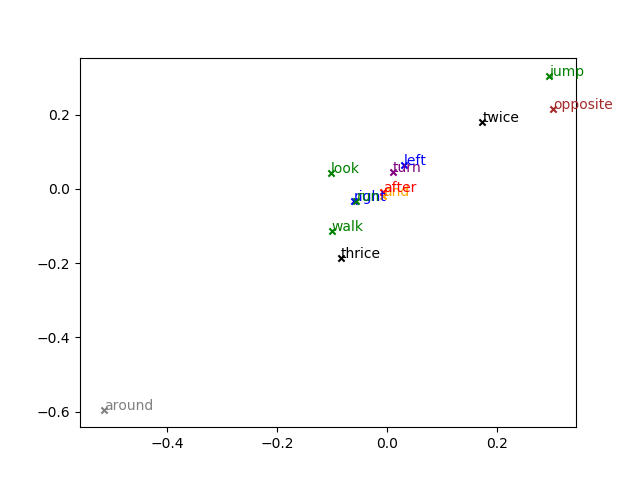 jump
opposite
twice
left
turn
look
after
and
right
run
walk
thrice
around
0.2
0.0
−0.2
−0.4
−0.6
−0.4
−0.2
0.0
0.2